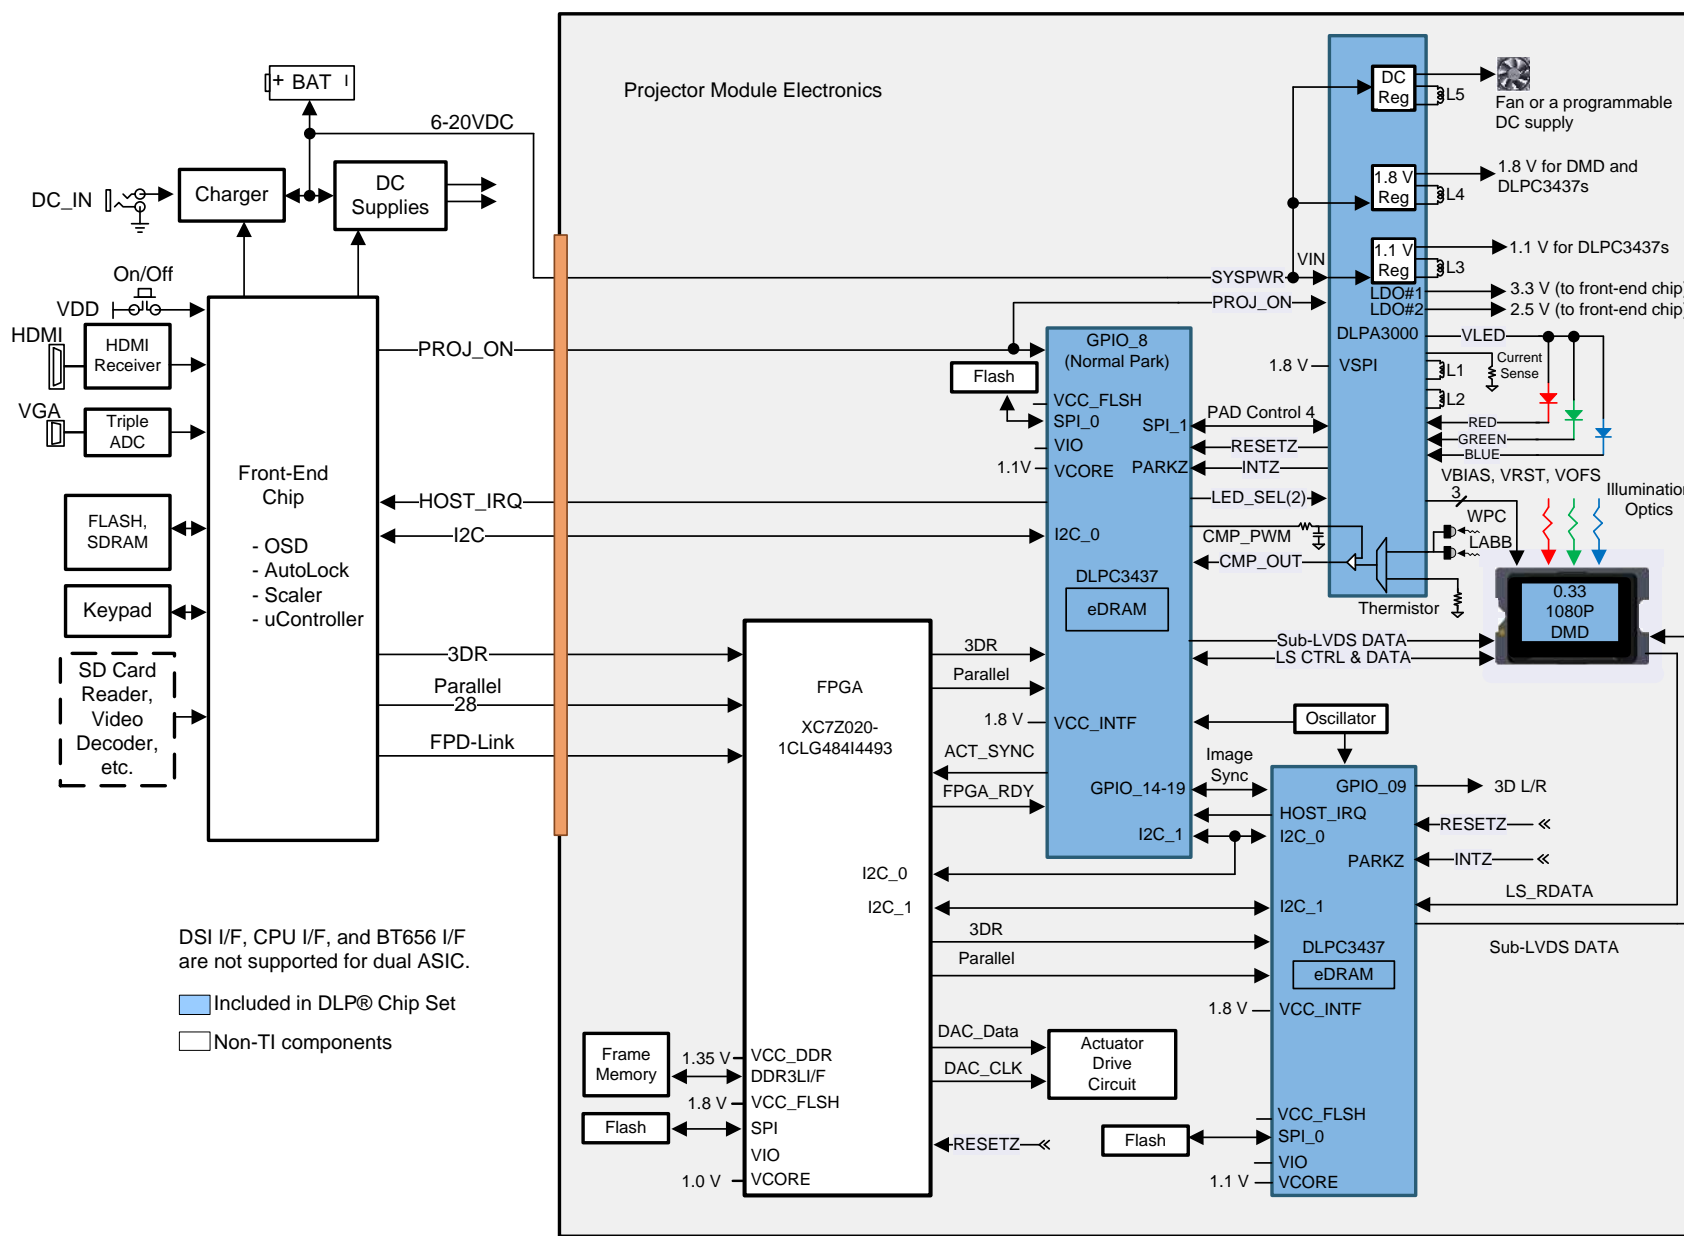 Projector Module Electronics
+ BAT
6-20VDC
DC_IN
Charger
DC
Supplies
On/Off
VDD
HDMI
HDMI
Receiver
VGA
Triple
ADC
FLASH,
SDRAM
Keypad
SD Card
Reader,
Video
Decoder,
etc.
Front-End
Chip
- OSD
- AutoLock
- Scaler
- uController
PROJ_ON
HOST_IRQ
I2C
3DR
Parallel
28
FPD-Link
DSI I/F, CPU I/F, and BT656 I/F
are not supported for dual ASIC.
Included in DLP® Chip Set
Non-TI components
FPGA
XC7Z020-
1CLG484I4493
I2C_0
I2C_1
VCC_DDR
DDR3LI/F
VCC_FLSH
SPI
VIO
VCORE
1.35 V
1.8 V
1.0 V
Frame
Memory
Flash
3DR
Parallel
ACT_SYNC
FPGA_RDY
3DR
Parallel
DAC_Data
DAC_CLK
RESETZ
Actuator
Drive
Circuit
Flash
GPIO_8
(Normal Park)
VCC_FLSH
SPI_0
VIO
1.1V
VCORE
SPI_1
PARKZ
I2C_0
DLPC3437
eDRAM
1.8 V
VCC_INTF
GPIO_14-19
I2C_1
SYSPWR
VIN
PROJ_ON
1.8 V
PAD Control 4
RESETZ
INTZ
LED_SEL(2)
CMP_PWM
CMP_OUT
Sub-LVDS DATA
LS CTRL & DATA
Oscillator
Image
Sync
DC
Reg
L5
Fan or a programmable
DC supply
1.8 V
Reg
L4
1.8 V for DMD and
DLPC3437s
1.1 V
Reg
L3
1.1 V for DLPC3437s
LDO#1
3.3 V (to front-end chip)
LDO#2
2.5 V (to front-end chip)
DLPA3000
VLED
VSPI
L1
L2
Current
Sense
RED
GREEN
BLUE
VBIAS, VRST, VOFS
3
Illumination
Optics
WPC
LABB
Thermistor
0.33
1080P
DMD
GPIO_09
3D L/R
HOST_IRQ
RESETZ
I2C_0
PARKZ
INTZ
LS_RDATA
I2C_1
Sub-LVDS DATA
DLPC3437
eDRAM
1.8 V
VCC_INTF
VCC_FLSH
Flash
SPI_0
VIO
1.1 V
VCORE